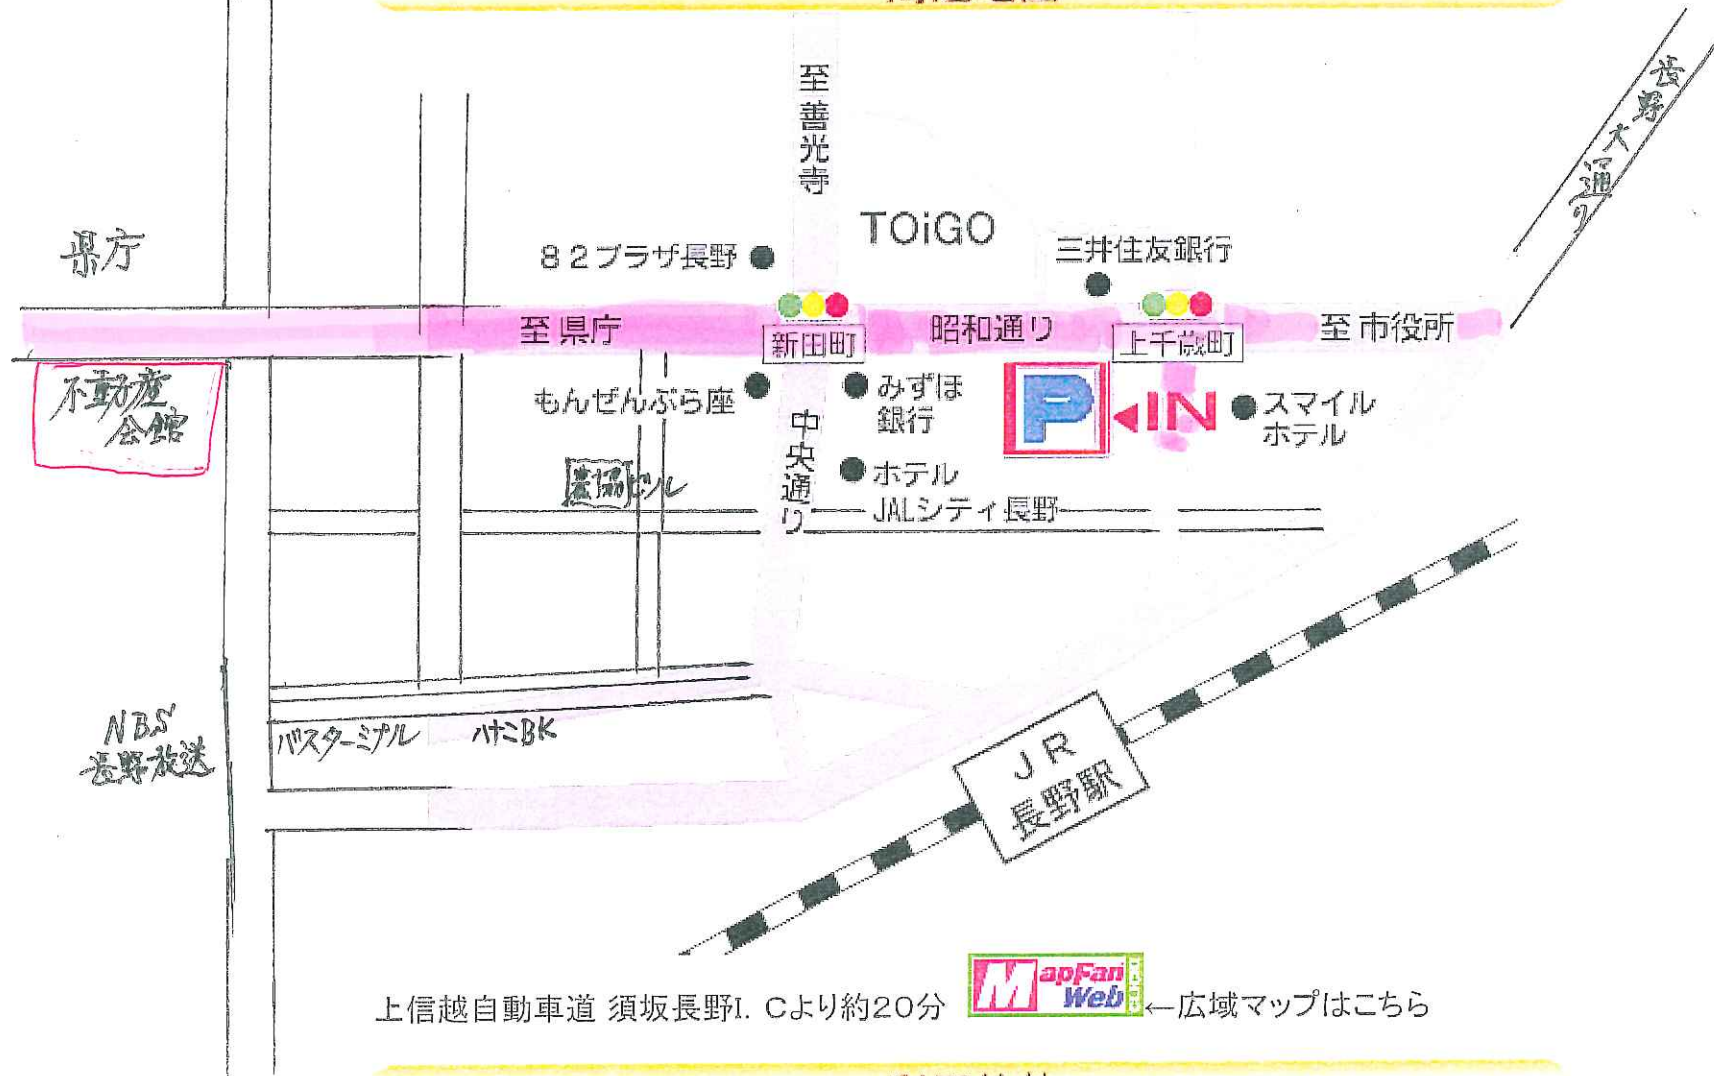 至善光寺
長野大通り
TOiGO
県庁
82プラザ長野
三井住友銀行
至県庁
新田町
昭和通り
上千歳町
至市役所
不動産
会館
もんぜんぷら座
みずほ
銀行
P
IN
スマイル
ホテル
中央通り
農協ビル
ホテル
JALシティ長野
NBS
長野放送
バスターミナル
ハナニBK
JR
長野駅
上信越自動車道 須坂長野I. Cより約20分
MapFan
Web
←広域マップはこちら